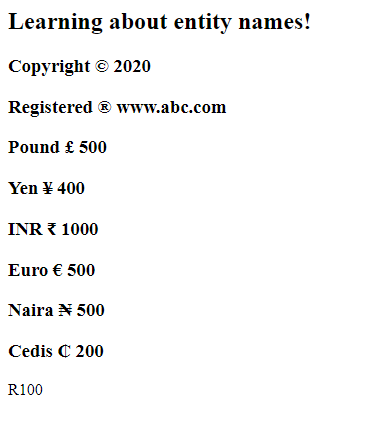 Learning about entity names!
Copyright © 2020
Registered ® www.abc.com
Pound £ 500
Yen ¥ 400
INR ₹ 1000
Euro € 500
Naira ₦ 500
Cedis ₵ 200
R100